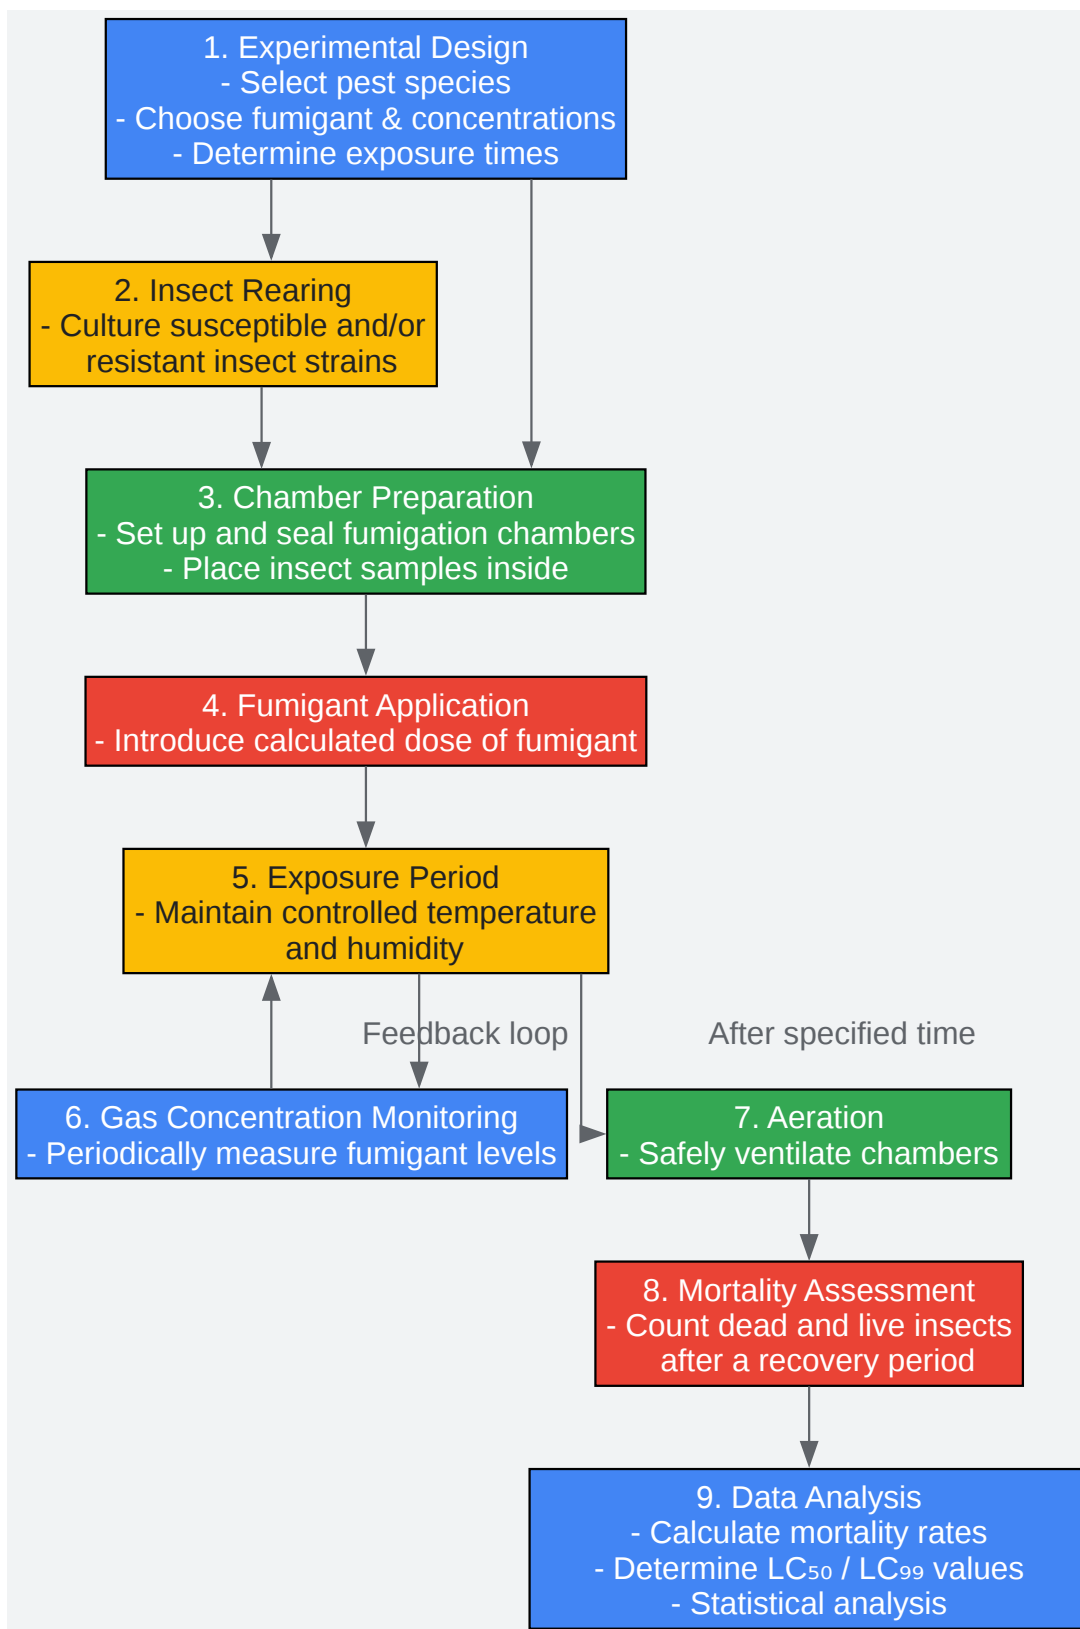 1. Experimental Design
- Select pest species
- Choose fumigant & concentrations
- Determine exposure times
2. Insect Rearing
- Culture susceptible and/or
resistant insect strains
3. Chamber Preparation
- Set up and seal fumigation chambers
- Place insect samples inside
4. Fumigant Application
- Introduce calculated dose of fumigant
5. Exposure Period
- Maintain controlled temperature
and humidity
Feedback loop
After specified time
6. Gas Concentration Monitoring
- Periodically measure fumigant levels
7. Aeration
- Safely ventilate chambers
8. Mortality Assessment
- Count dead and live insects
after a recovery period
9. Data Analysis
- Calculate mortality rates
- Determine LC₅₀ / LC₉₉ values
- Statistical analysis